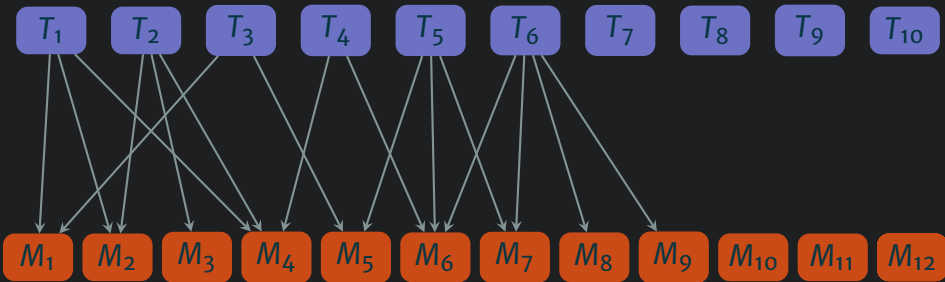 T₁ T₂ T₃ T₄ T₅ T₆ T₇ T₈ T₉ T₁₀
M₁ M₂ M₃ M₄ M₅ M₆ M₇ M₈ M₉ M₁₀ M₁₁ M₁₂